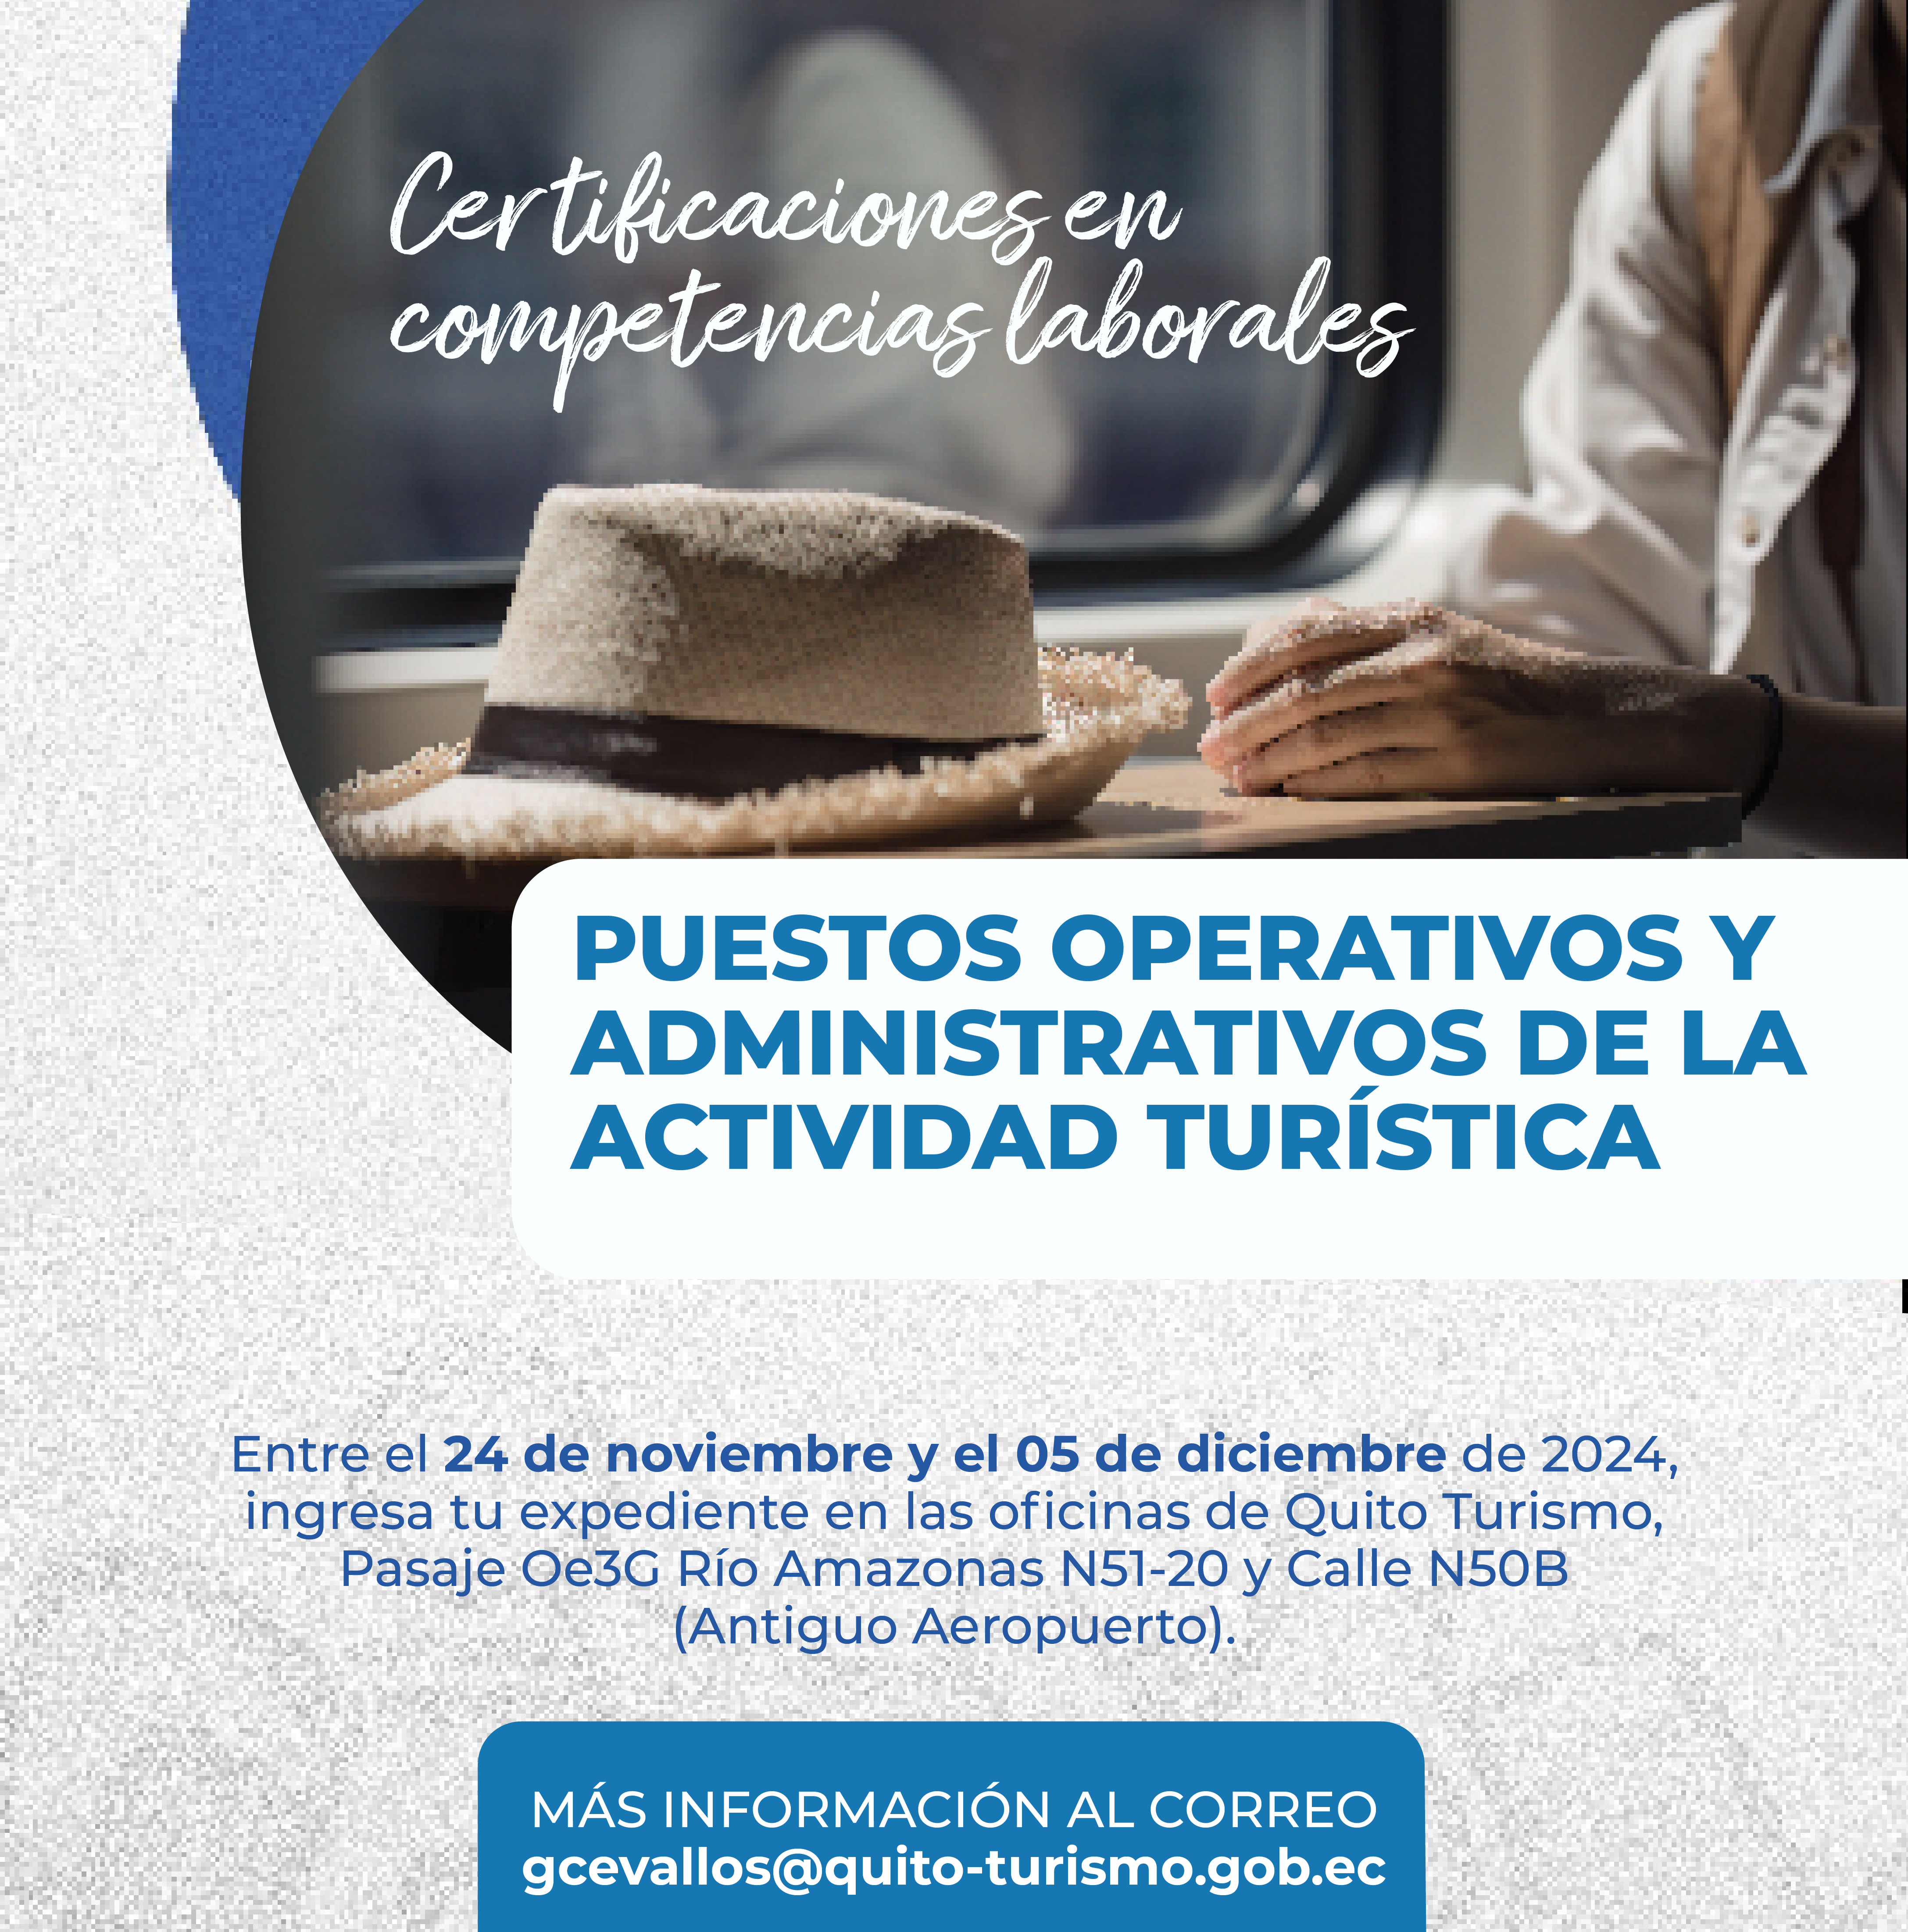 Certificaciones en
competencias laborales
PUESTOS OPERATIVOS Y
ADMINISTRATIVOS DE LA
ACTIVIDAD TURÍSTICA
Entre el 24 de noviembre y el 05 de diciembre de 2024,
ingresa tu expediente en las oficinas de Quito Turismo,
Pasaje Oe3G Río Amazonas N51-20 y Calle N50B
(Antiguo Aeropuerto).
MÁS INFORMACIÓN AL CORREO
gcevallos@quito-turismo.gob.ec